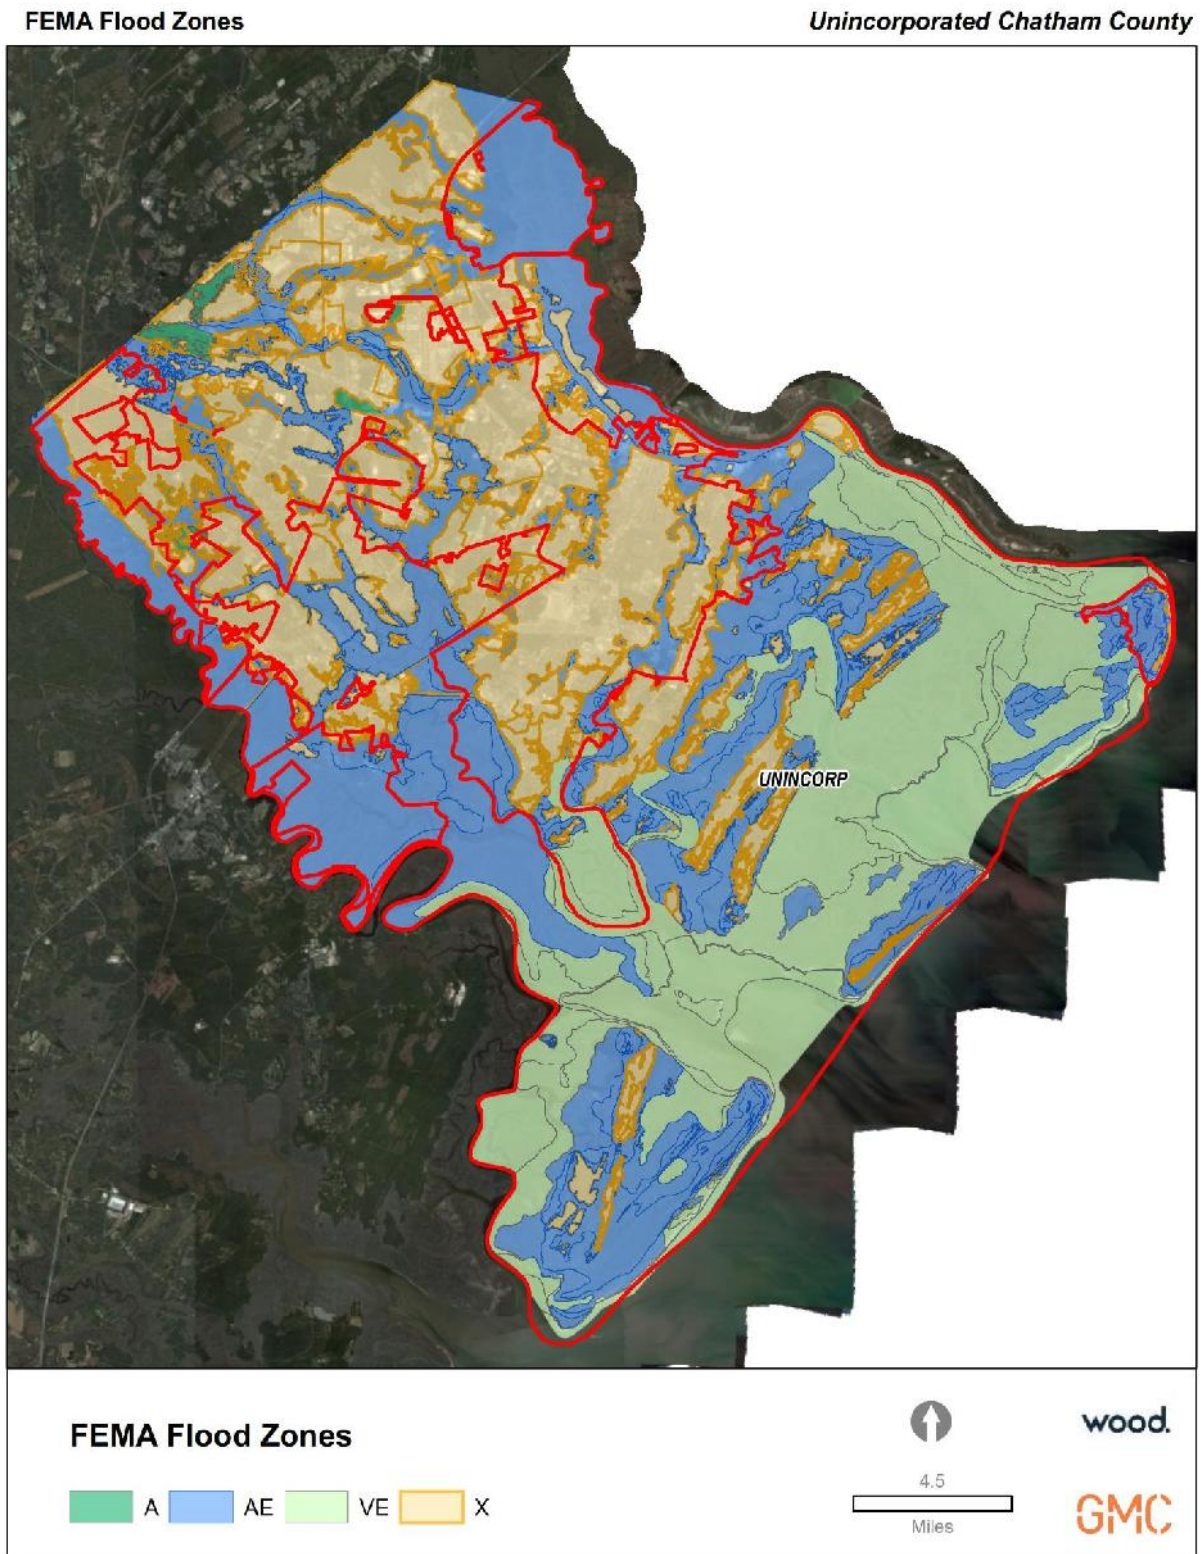 FEMA Flood Zones
Unincorporated Chatham County
UNINCORP
FEMA Flood Zones
A
AE
VE
X
4.5
Miles
wood.
GMC